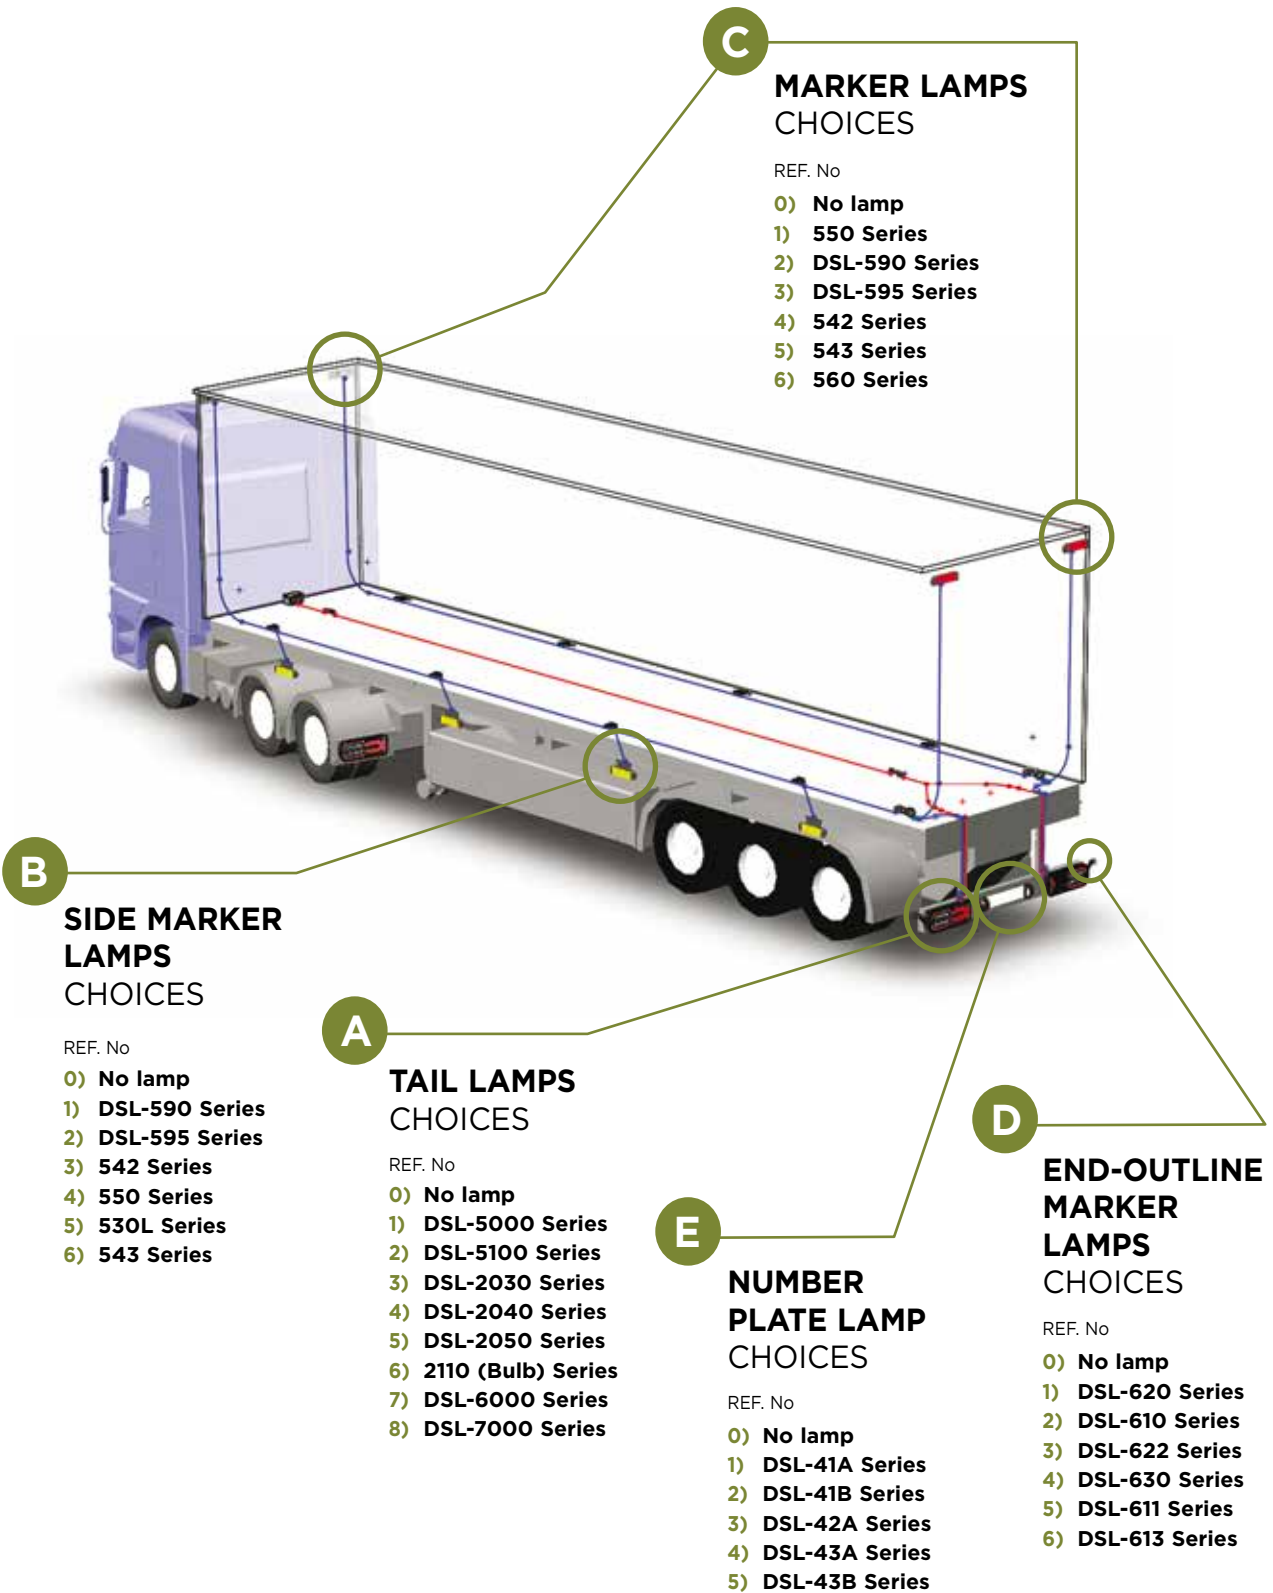 C
MARKER LAMPS
CHOICES
REF. No
0) No lamp
1) 550 Series
2) DSL-590 Series
3) DSL-595 Series
4) 542 Series
5) 543 Series
6) 560 Series
B
SIDE MARKER
LAMPS
CHOICES
REF. No
0) No lamp
1) DSL-590 Series
2) DSL-595 Series
3) 542 Series
4) 550 Series
5) 530L Series
6) 543 Series
A
TAIL LAMPS
CHOICES
REF. No
0) No lamp
1) DSL-5000 Series
2) DSL-5100 Series
3) DSL-2030 Series
4) DSL-2040 Series
5) DSL-2050 Series
6) 2110 (Bulb) Series
7) DSL-6000 Series
8) DSL-7000 Series
E
NUMBER
PLATE LAMP
CHOICES
REF. No
0) No lamp
1) DSL-41A Series
2) DSL-41B Series
3) DSL-42A Series
4) DSL-43A Series
5) DSL-43B Series
D
END-OUTLINE
MARKER
LAMPS
CHOICES
REF. No
0) No lamp
1) DSL-620 Series
2) DSL-610 Series
3) DSL-622 Series
4) DSL-630 Series
5) DSL-611 Series
6) DSL-613 Series